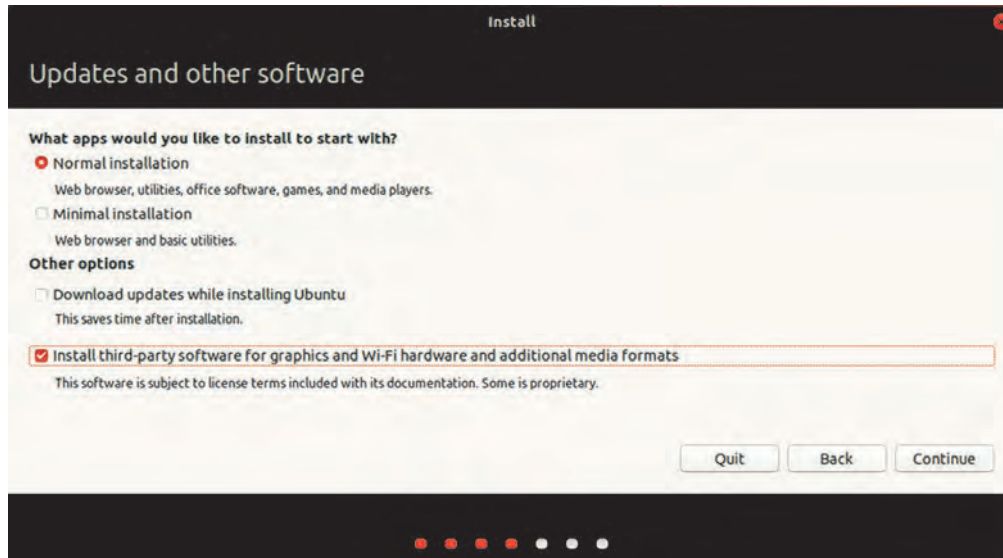 Install
Updates and other software
What apps would you like to install to start with?
Normal installation
Web browser, utilities, office software, games, and media players.
Minimal installation
Web browser and basic utilities.
Other options
Download updates while installing Ubuntu
This saves time after installation.
Install third-party software for graphics and Wi-Fi hardware and additional media formats
This software is subject to license terms included with its documentation. Some is proprietary.
Quit Back Continue